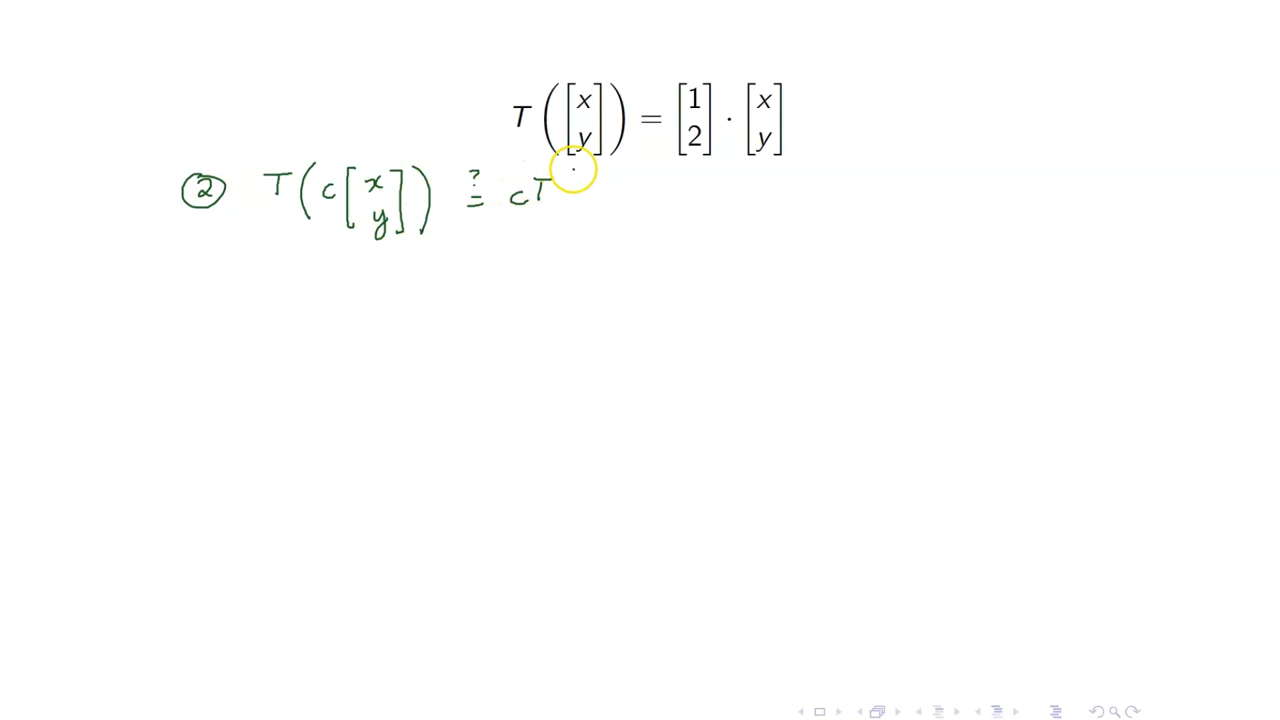 T([x y]) = [1 2] · [x y]
② T(c[x y]) ?= cT